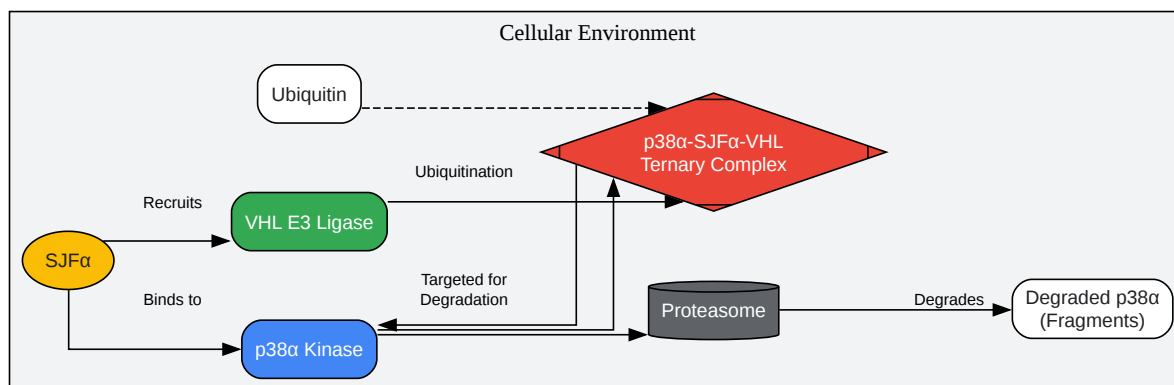 Cellular Environment
Ubiquitin
p38α-SJFα-VHL
Ternary Complex
Ubiquitination
Recruits
VHL E3 Ligase
SJFα
Binds to
Targeted for
Degradation
p38α Kinase
Proteasome
Degrades
Degraded p38α
(Fragments)